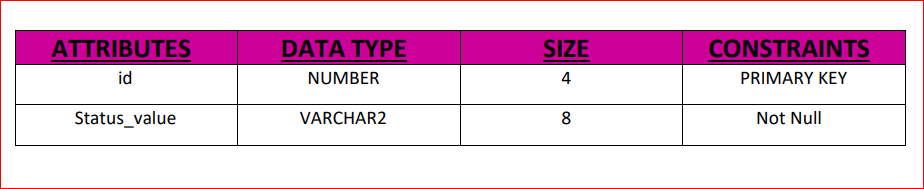 ATTRIBUTES DATA TYPE SIZE CONSTRAINTS
id NUMBER 4 PRIMARY KEY
Status_value VARCHAR2 8 Not Null